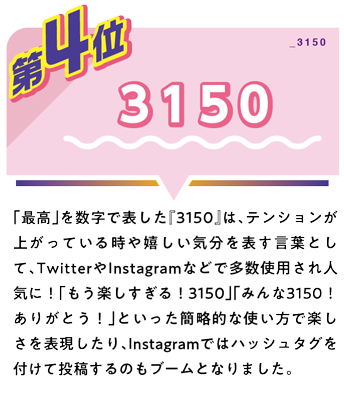 第4位
_3150
3150
「最高」を数字で表した『3150』は、テンションが
上がっている時や嬉しい気分を表す言葉とし
て、TwitterやInstagramなどで多数使用され人
気に！「もう楽しすぎる！3150」「みんな3150！
ありがとう！」といった簡略的な使い方で楽し
さを表現したり、Instagramではハッシュタグを
付けて投稿するのもブームとなりました。